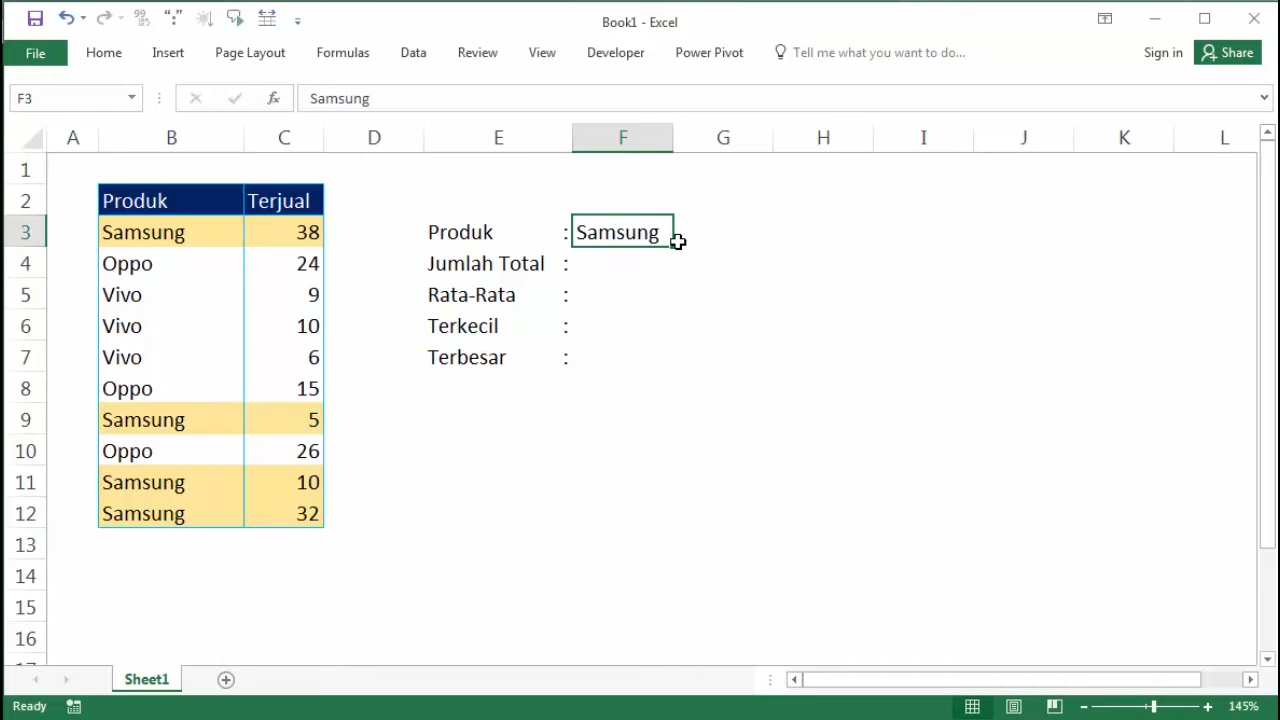 Book1 - Excel
File Home Insert Page Layout Formulas Data Review View Developer Power Pivot Tell me what you want to do... Sign in Share
F3 fx Samsung
A B C D E F G H I J K L
1
2 Produk Terjual
3 Samsung 38 Produk : Samsung
4 Oppo 24 Jumlah Total :
5 Vivo 9 Rata-Rata :
6 Vivo 10 Terkecil :
7 Vivo 6 Terbesar :
8 Oppo 15
9 Samsung 5
10 Oppo 26
11 Samsung 10
12 Samsung 32
13
14
15
16
Sheet1
Ready 145%